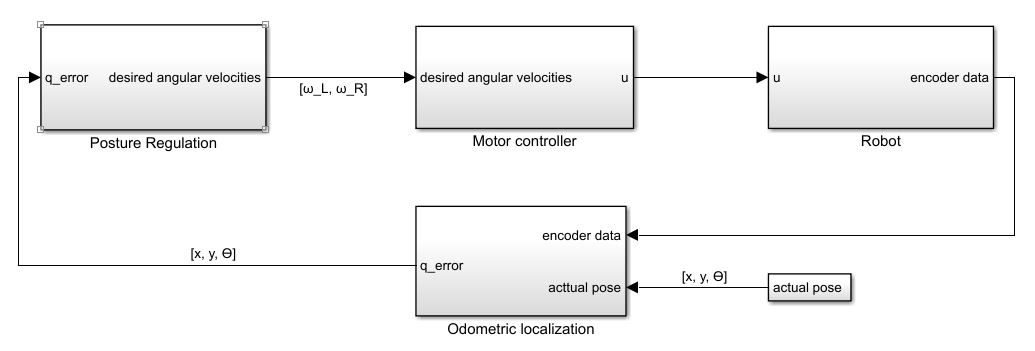 q_error
desired angular velocities
Posture Regulation
[ω_L, ω_R]
desired angular velocities
u
Motor controller
u
encoder data
Robot
[x, y, Θ]
encoder data
q_error
acttual pose
Odometric localization
[x, y, Θ]
actual pose